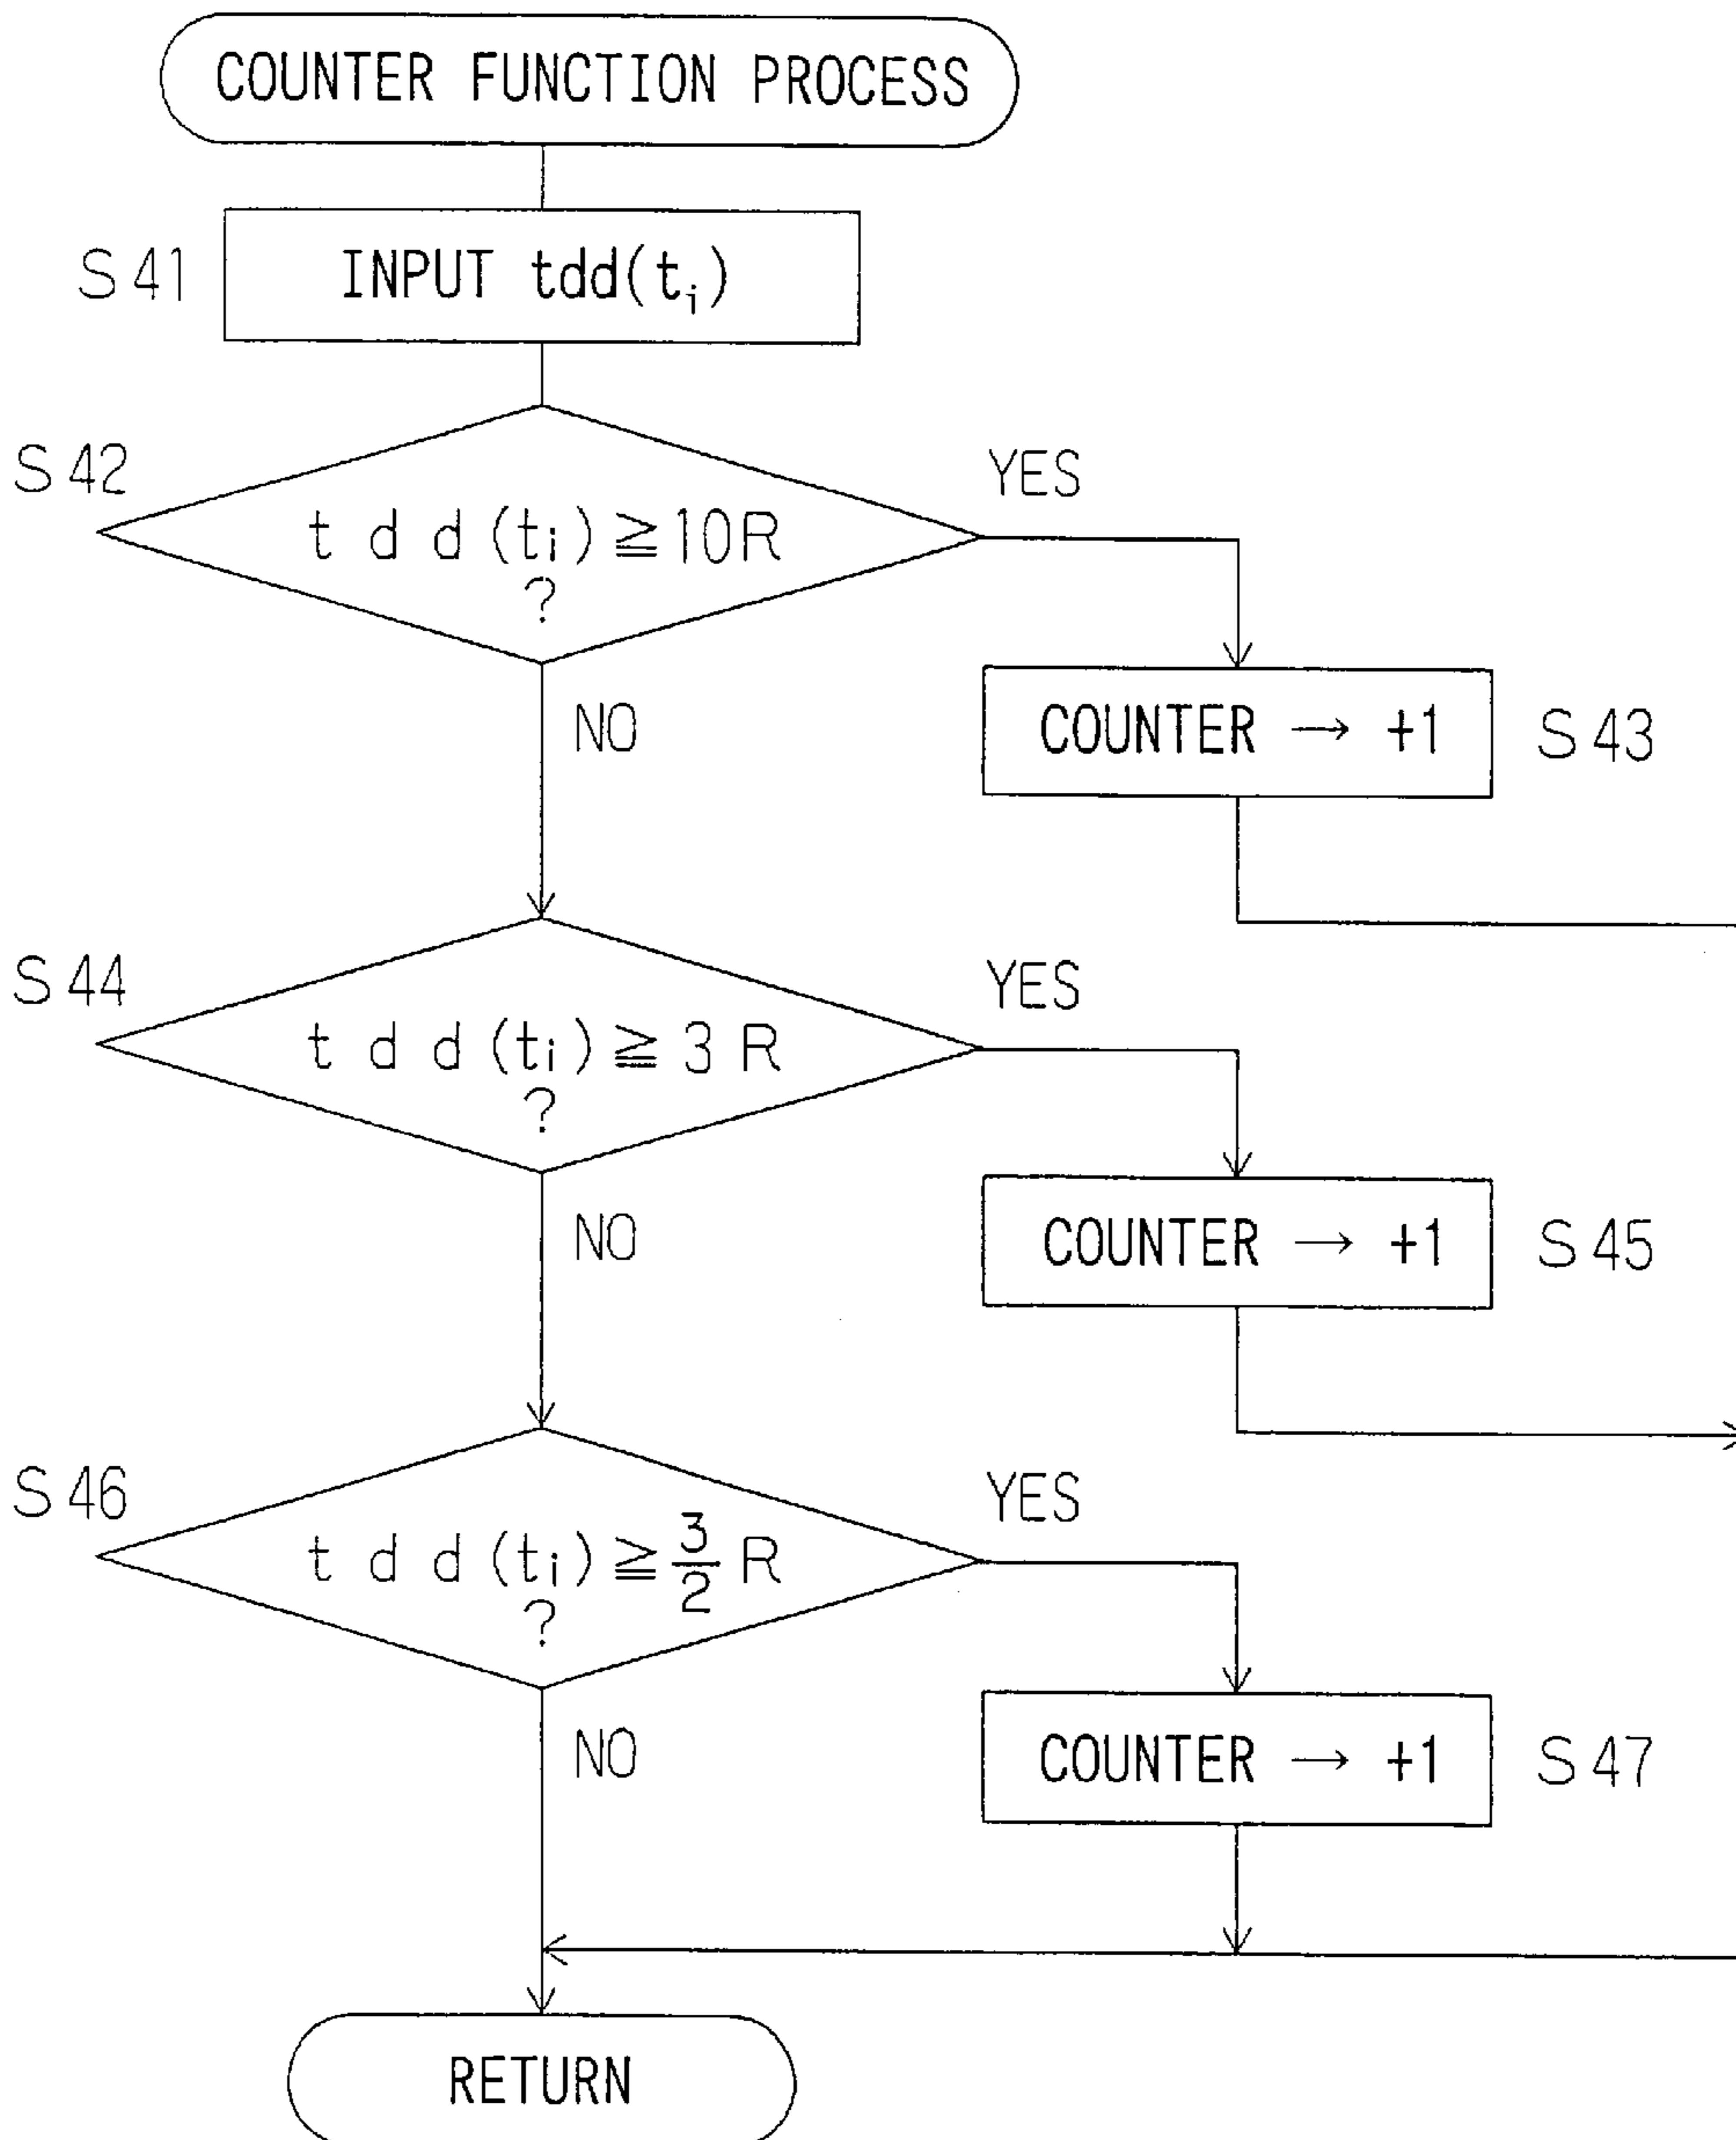 COUNTER FUNCTION PROCESS
S41
INPUT tdd(ti)
S42
YES
tdd(ti)≧10R
?
NO
COUNTER → +1
S43
S44
YES
tdd(ti)≧3R
?
NO
COUNTER → +1
S45
S46
YES
tdd(ti)≧3/2R
?
NO
COUNTER → +1
S47
RETURN